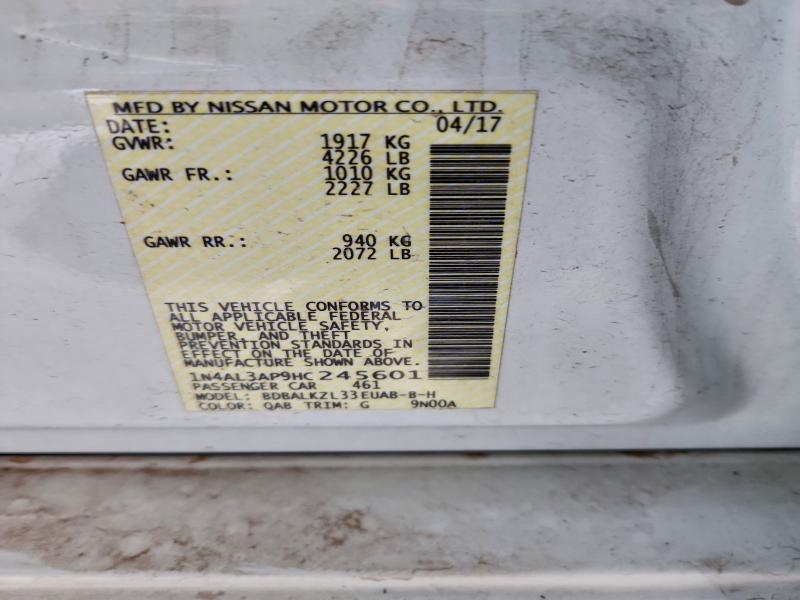 MFD BY NISSAN MOTOR CO., LTD.
DATE: 04/17
GVWR: 1917 KG
4226 LB
GAWR FR.: 1010 KG
2227 LB
GAWR RR.: 940 KG
2072 LB
THIS VEHICLE CONFORMS TO
ALL APPLICABLE FEDERAL
MOTOR VEHICLE SAFETY,
BUMPER, AND THEFT
PREVENTION STANDARDS IN
EFFECT ON THE DATE OF
MANUFACTURE SHOWN ABOVE.
1N4AL3AP9HC245601
PASSENGER CAR 461
MODEL: BDBALKZL33EUAB-B-H
COLOR: QAB TRIM: G 9N00A